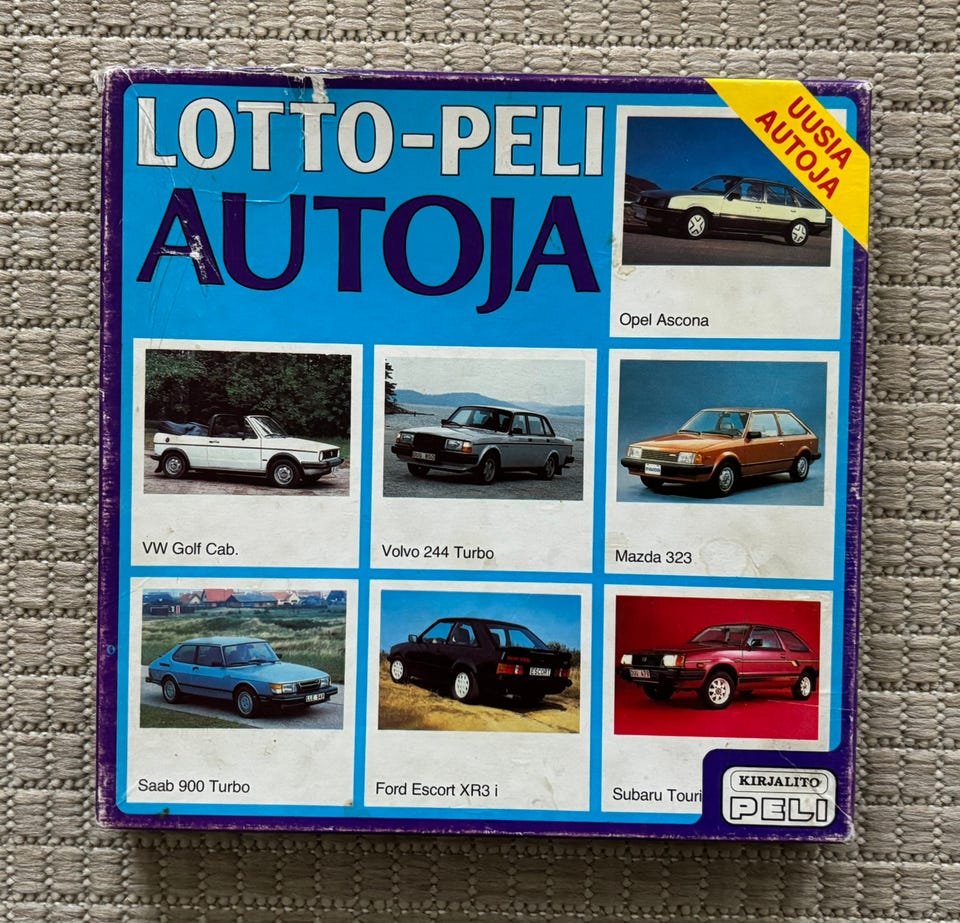 LOTTO-PELI
AUTOJA
UUSIA
AUTOJA
Opel Ascona
VW Golf Cab.
Volvo 244 Turbo
Mazda 323
ESCORT
Saab 900 Turbo
Ford Escort XR3 i
Subaru Touri
KIRJALITO
PELI